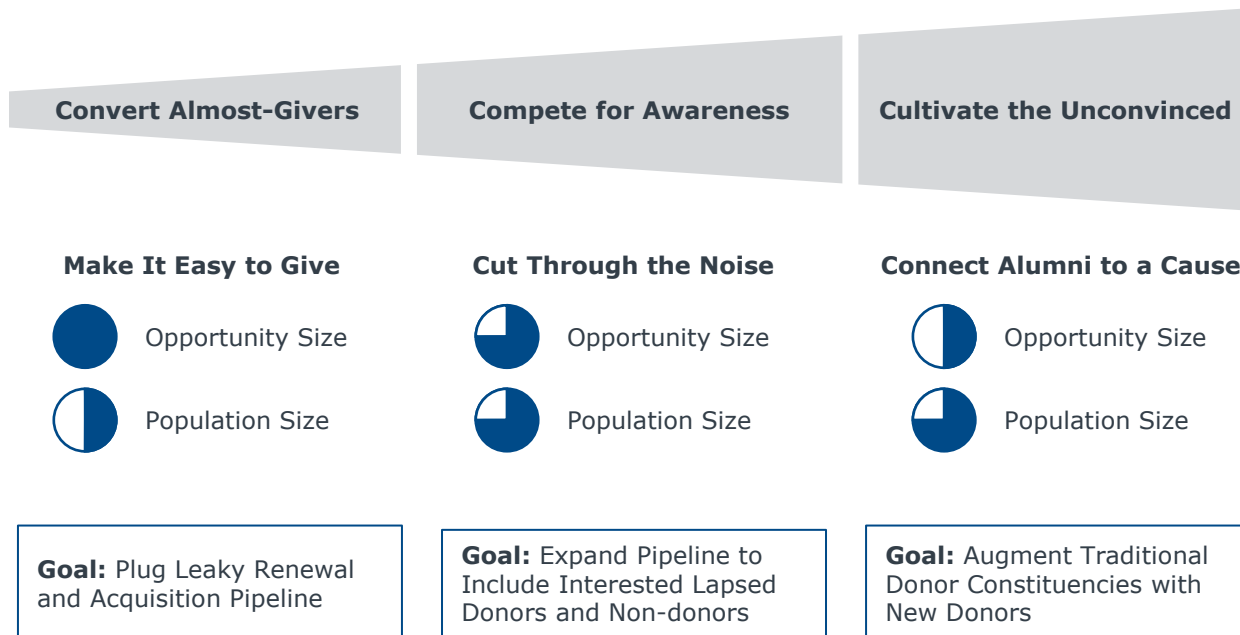 Convert Almost-Givers
Compete for Awareness
Cultivate the Unconvinced
Make It Easy to Give
Opportunity Size
Population Size
Cut Through the Noise
Opportunity Size
Population Size
Connect Alumni to a Cause
Opportunity Size
Population Size
Goal: Plug Leaky Renewal
and Acquisition Pipeline
Goal: Expand Pipeline to
Include Interested Lapsed
Donors and Non-donors
Goal: Augment Traditional
Donor Constituencies with
New Donors